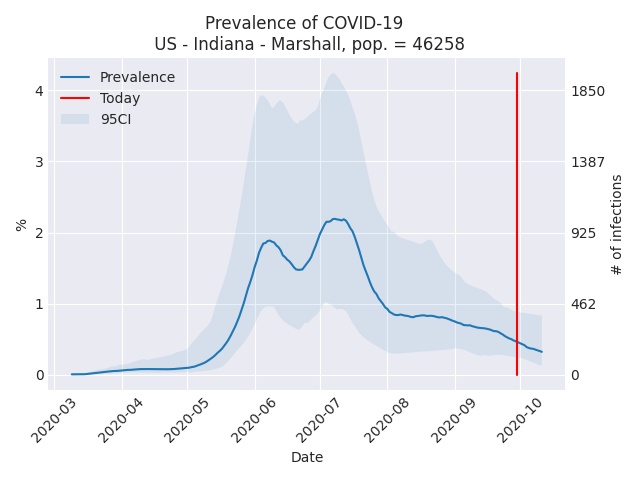 Prevalence of COVID-19
US - Indiana - Marshall, pop. = 46258
Prevalence
Today
95CI
%
4
3
2
1
0
1850
1387
925
462
0
# of infections
2020-03
2020-04
2020-05
2020-06
2020-07
2020-08
2020-09
2020-10
Date